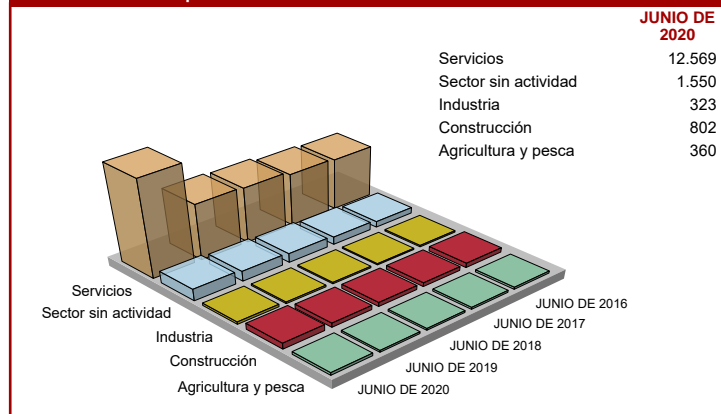 JUNIO DE
2020
Servicios 12.569
Sector sin actividad 1.550
Industria 323
Construcción 802
Agricultura y pesca 360
Servicios
Sector sin actividad
Industria
Construcción
Agricultura y pesca
JUNIO DE 2016
JUNIO DE 2017
JUNIO DE 2018
JUNIO DE 2019
JUNIO DE 2020